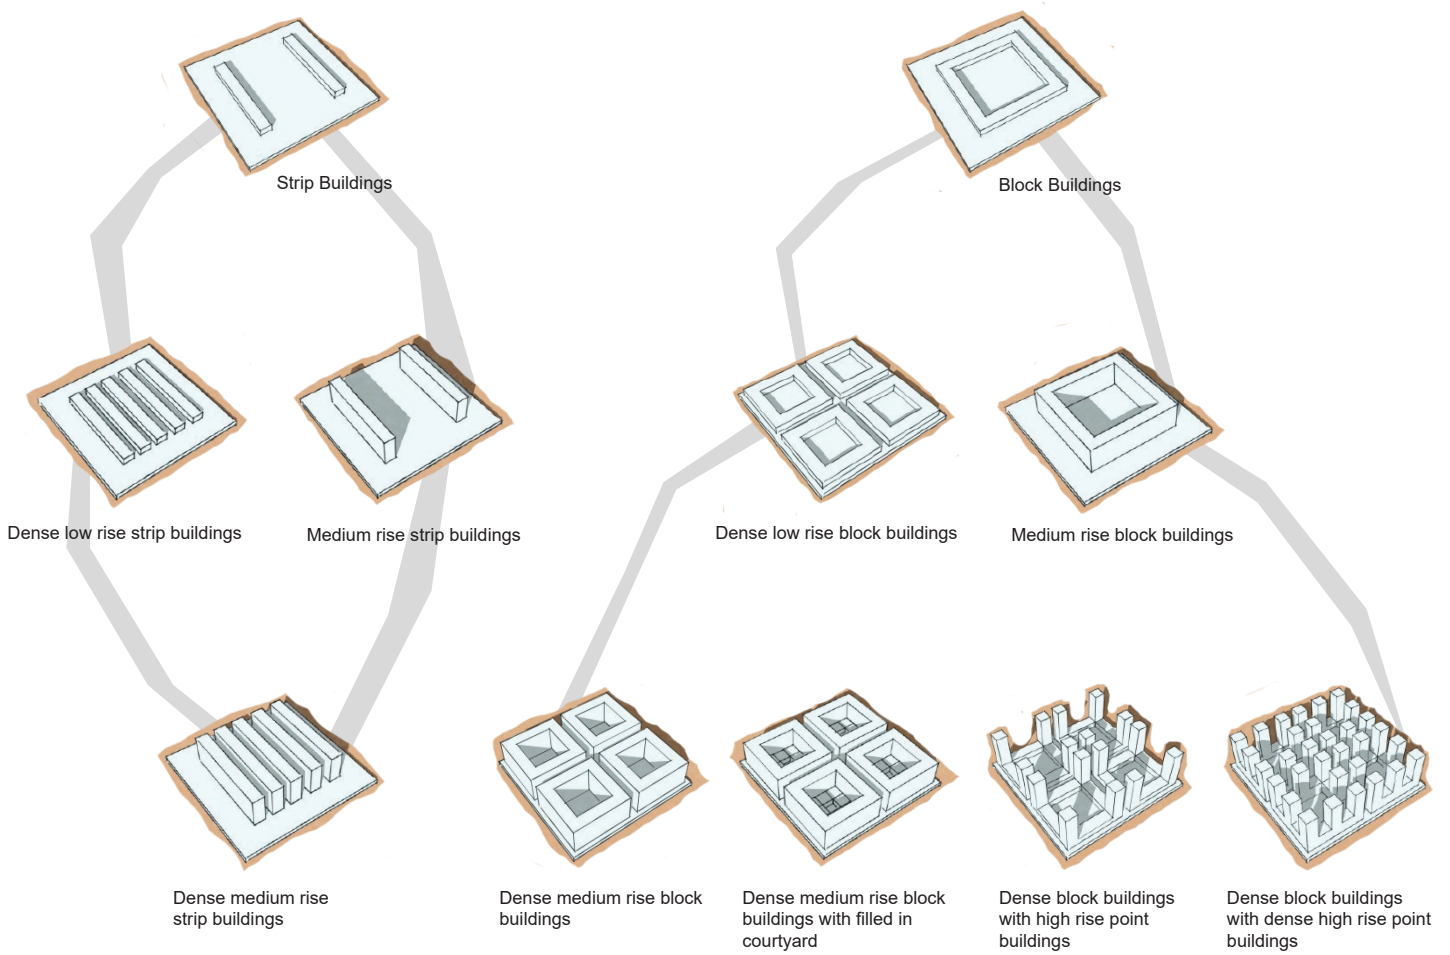 Strip Buildings
Block Buildings
Dense low rise strip buildings
Medium rise strip buildings
Dense low rise block buildings
Medium rise block buildings
Dense medium rise
strip buildings
Dense medium rise block
buildings
Dense medium rise block
buildings with filled in
courtyard
Dense block buildings
with high rise point
buildings
Dense block buildings
with dense high rise point
buildings